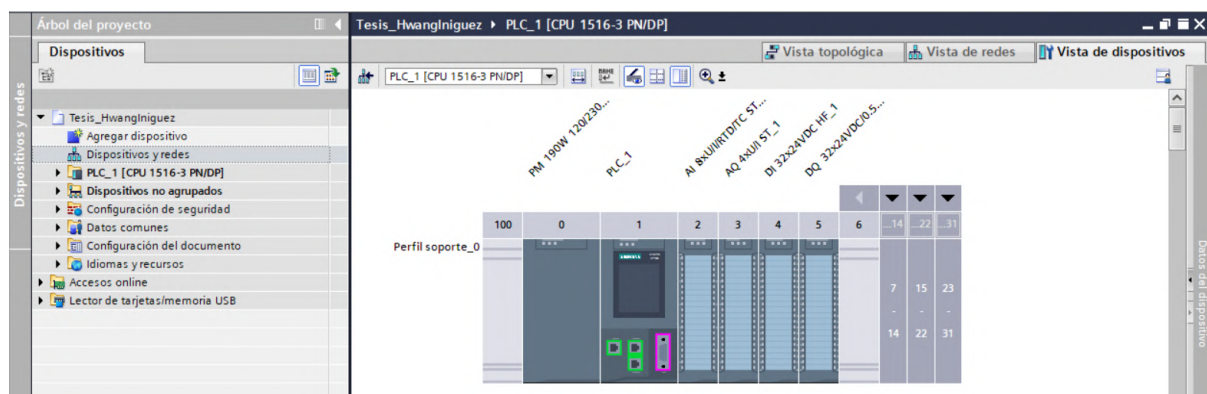 Árbol del proyecto
Dispositivos
Dispositivos y redes
Tesis_HwangIniguez
Agregar dispositivo
Dispositivos y redes
PLC_1 [CPU 1516-3 PN/DP]
Dispositivos no agrupados
Configuración de seguridad
Datos comunes
Configuración del documento
Idiomas y recursos
Accesos online
Lector de tarjetas/memoria USB
Tesis_HwangIniguez PLC_1 [CPU 1516-3 PN/DP]
Vista topológica Vista de redes Vista de dispositivos
PLC_1 [CPU 1516-3 PN/DP]
PM 190W 120/230...
PLC_1
AI 8xU/I/RTD/TC ST...
AQ 4xU/I ST_1
DI 32x24VDC HF_1
DQ 32x24VDC/0.5...
100 0 1 2 3 4 5 6 ...14 ...22 ...31
Perfil soporte_0
SIEMENS
7 15 23
- - -
14 22 31
Datos del dispositivo